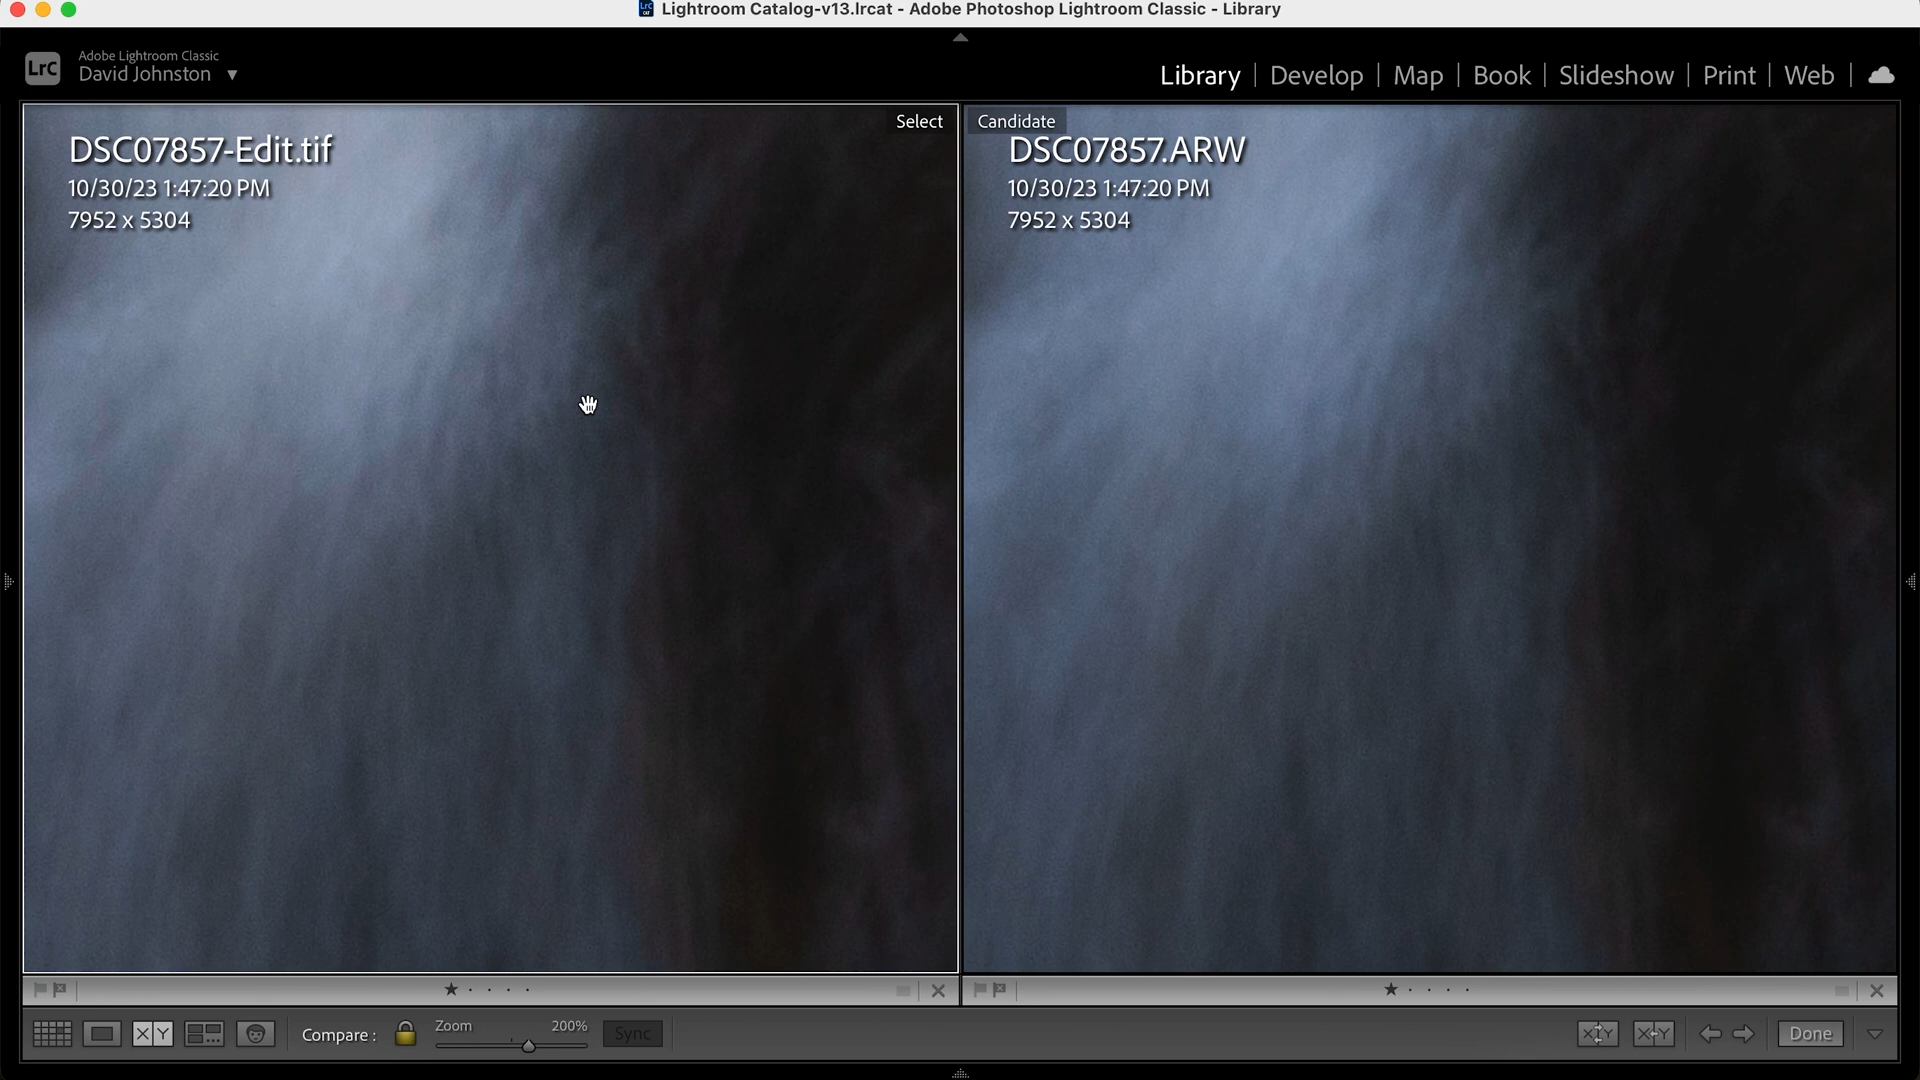 Lightroom Catalog-v13.lrcat - Adobe Photoshop Lightroom Classic - Library
LrC
Adobe Lightroom Classic
David Johnston
Library | Develop | Map | Book | Slideshow | Print | Web
Select
DSC07857-Edit.tif
10/30/23 1:47:20 PM
7952 x 5304
Candidate
DSC07857.ARW
10/30/23 1:47:20 PM
7952 x 5304
XY
Compare :
Zoom 200%
Sync
Done